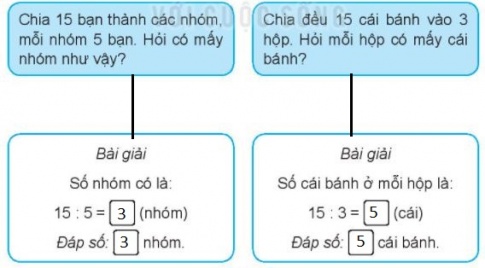 VỚI CUỘC SỐNG
Chia 15 bạn thành các nhóm,
mỗi nhóm 5 bạn. Hỏi có mấy
nhóm như vậy?
Chia đều 15 cái bánh vào 3
hộp. Hỏi mỗi hộp có mấy cái
bánh?
Bài giải
Số nhóm có là:
15 : 5 = 3 (nhóm)
Đáp số: 3 nhóm.
Bài giải
Số cái bánh ở mỗi hộp là:
15 : 3 = 5 (cái)
Đáp số: 5 cái bánh.